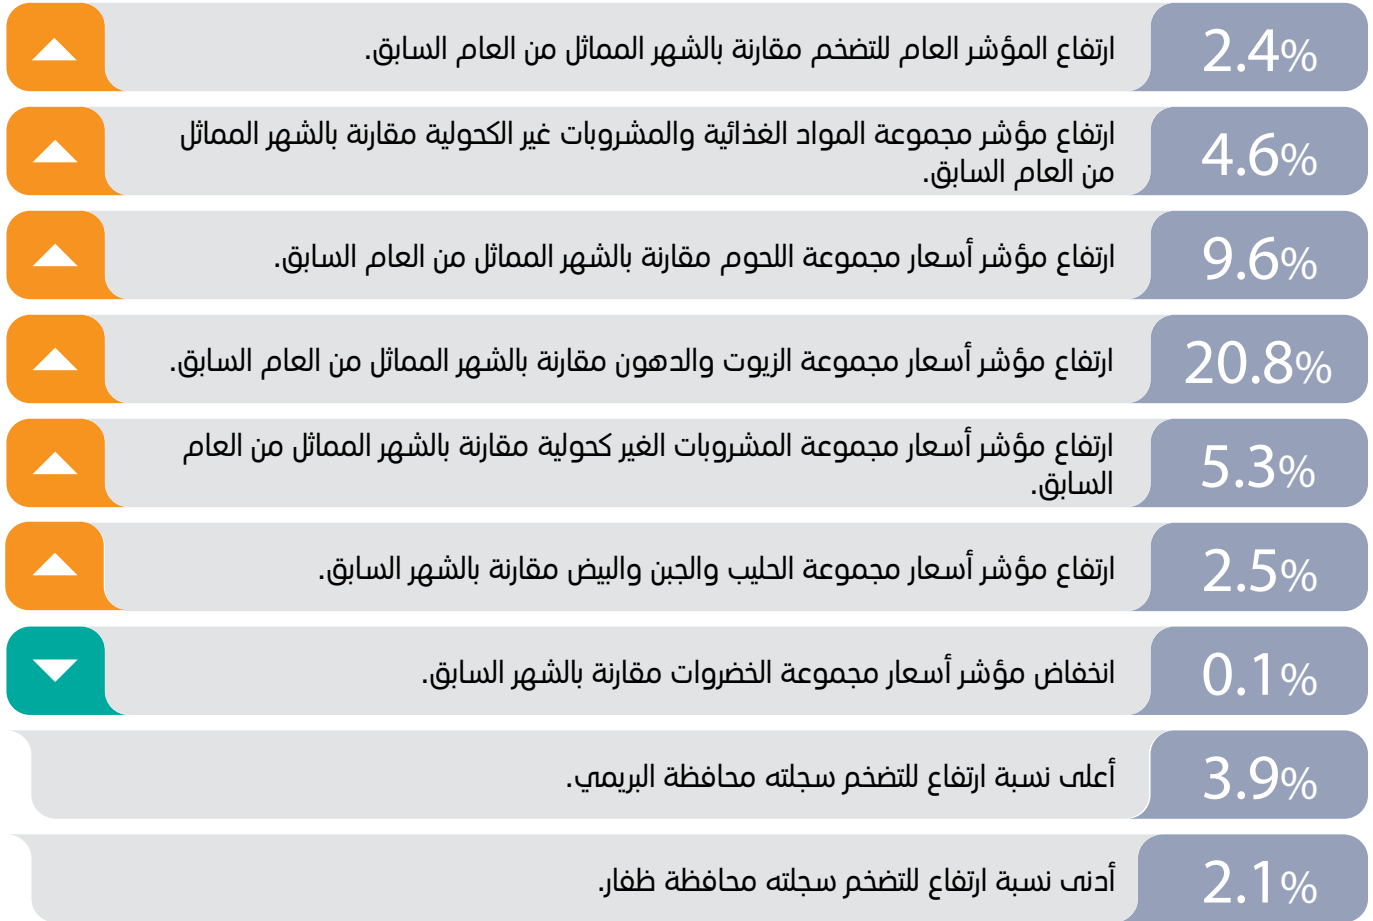 2.4%
ارتفاع المؤشر العام للتضخم مقارنة بالشهر المماثل من العام السابق.
4.6%
ارتفاع مؤشر مجموعة المواد الغذائية والمشروبات غير الكحولية مقارنة بالشهر المماثل
من العام السابق.
9.6%
ارتفاع مؤشر أسعار مجموعة اللحوم مقارنة بالشهر المماثل من العام السابق.
20.8%
ارتفاع مؤشر أسعار مجموعة الزيوت والدهون مقارنة بالشهر المماثل من العام السابق.
5.3%
ارتفاع مؤشر أسعار مجموعة المشروبات الغير كحولية مقارنة بالشهر المماثل من العام
السابق.
2.5%
ارتفاع مؤشر أسعار مجموعة الحليب والجبن والبيض مقارنة بالشهر السابق.
0.1%
انخفاض مؤشر أسعار مجموعة الخضروات مقارنة بالشهر السابق.
3.9%
أعلى نسبة ارتفاع للتضخم سجلته محافظة البريمي.
2.1%
أدنى نسبة ارتفاع للتضخم سجلته محافظة ظفار.